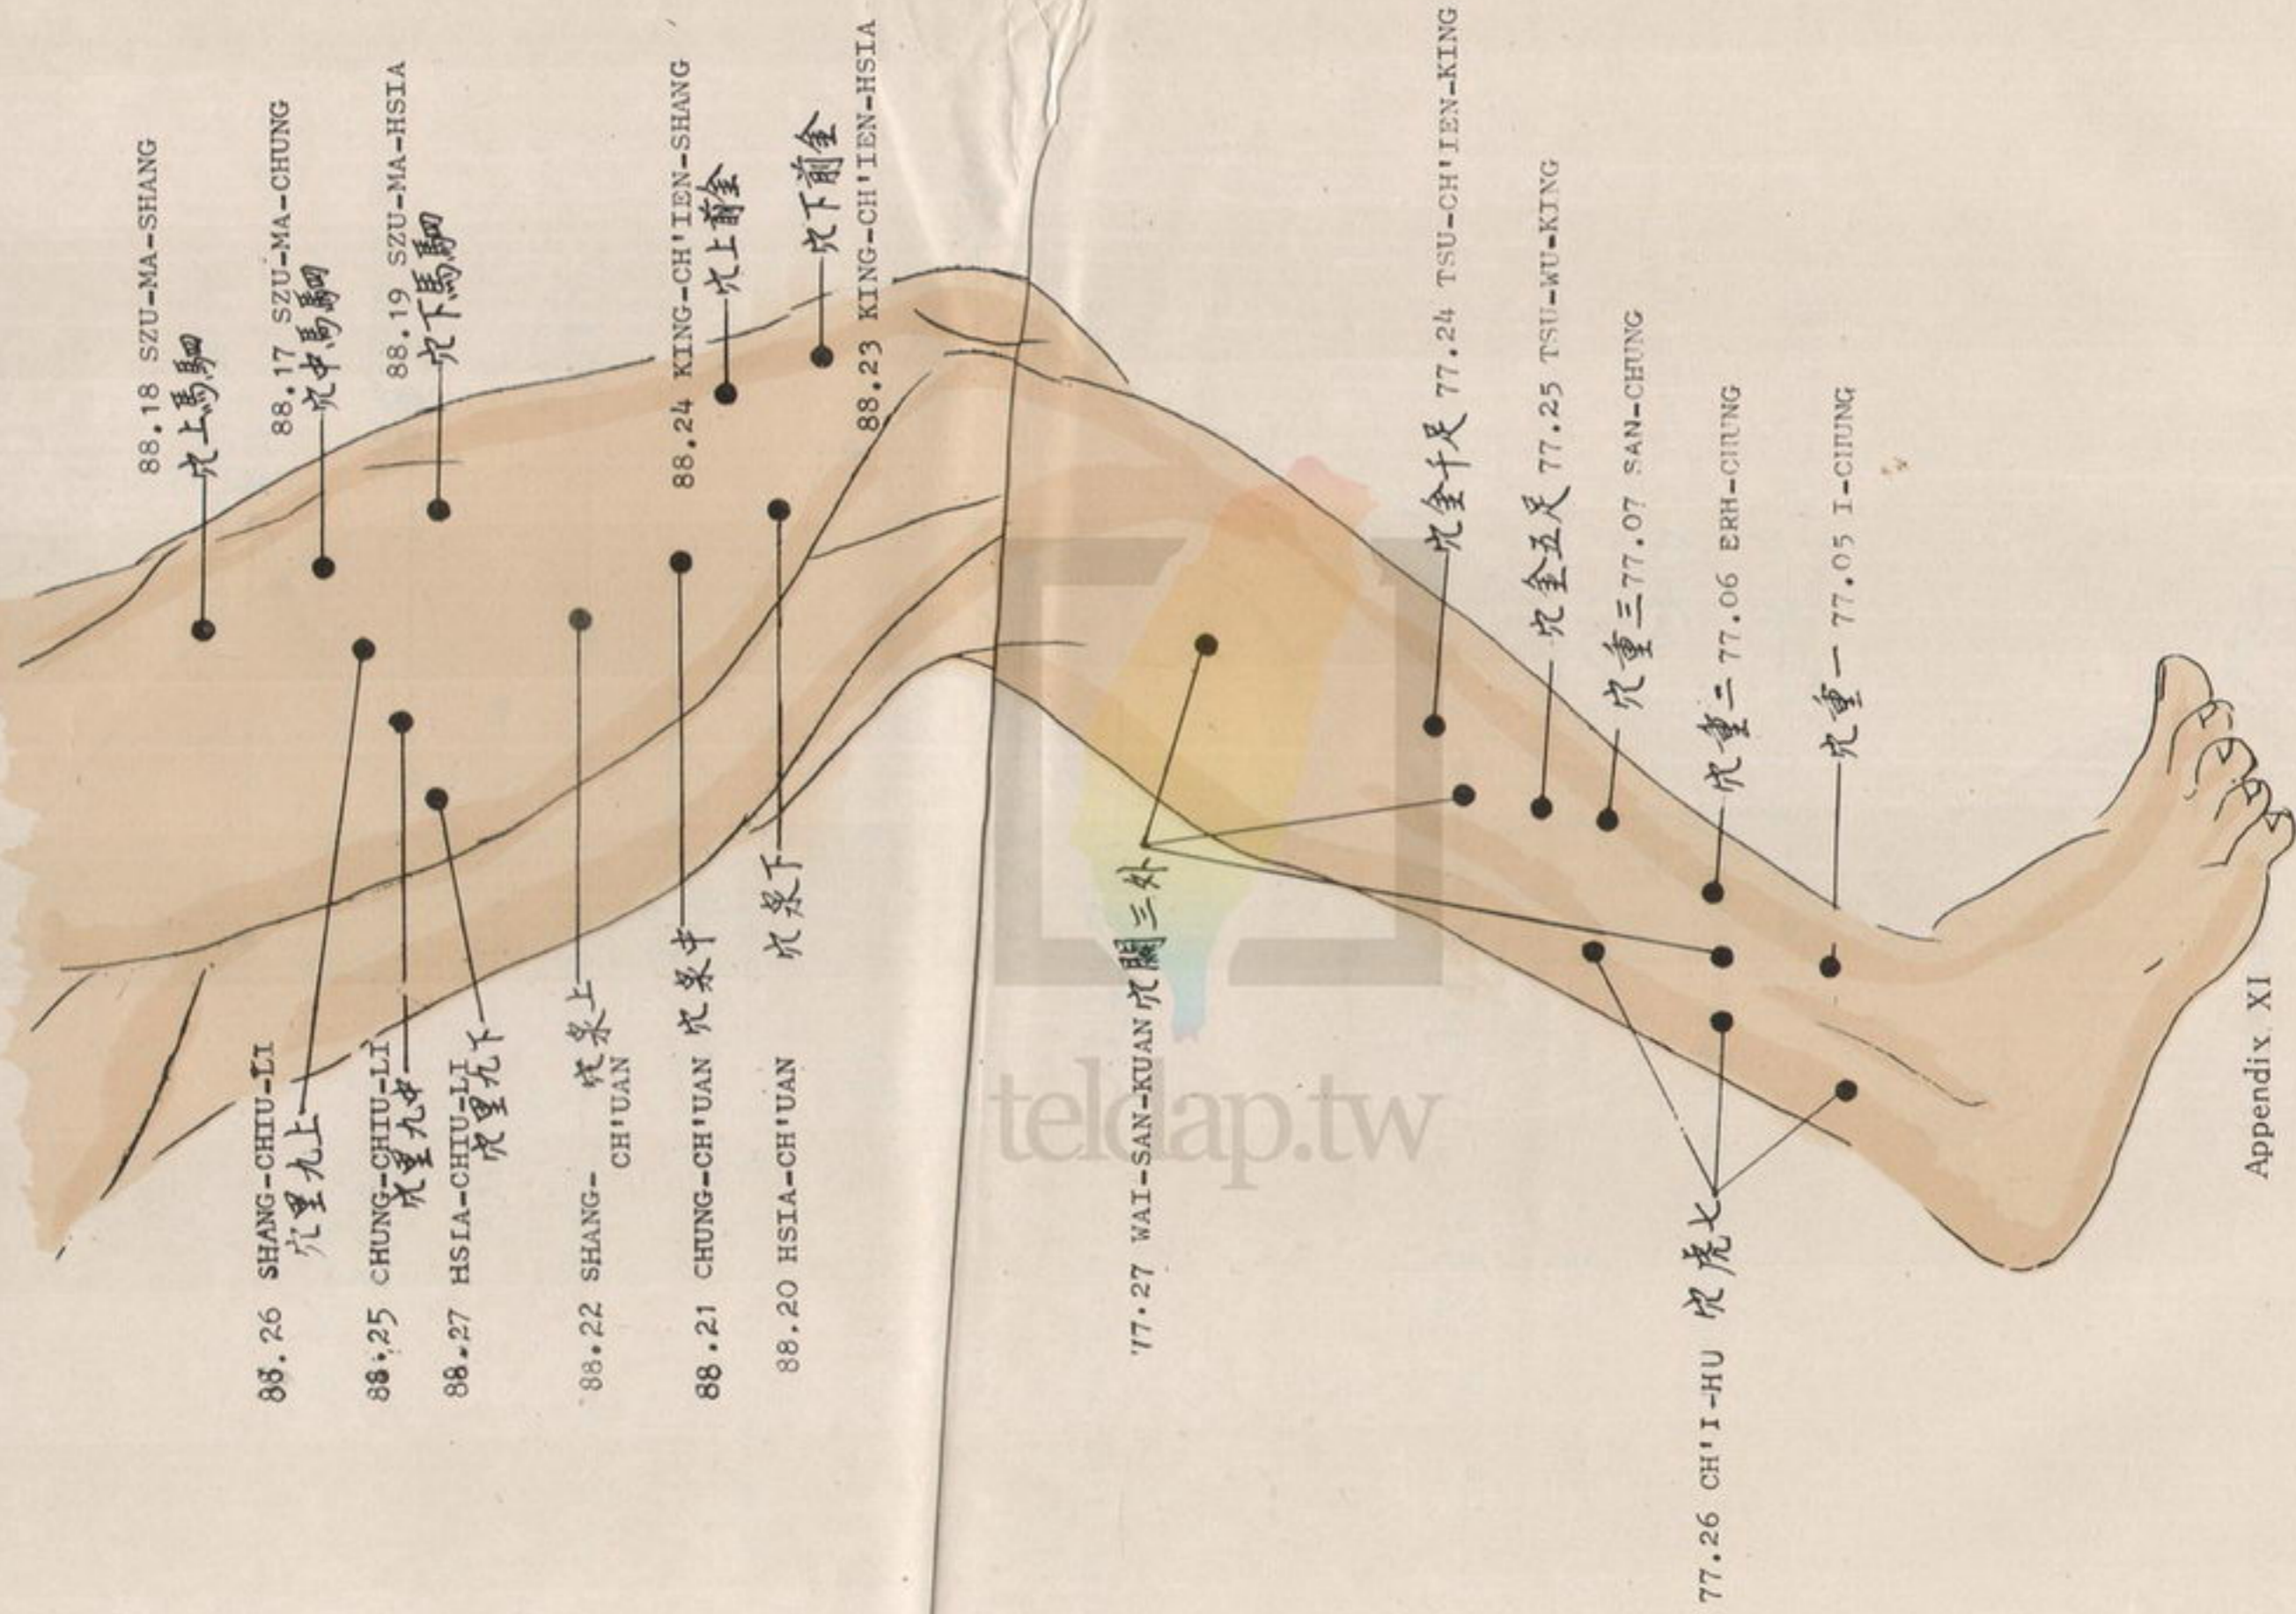 88.18 SZU-MA-SHANG
駟馬上穴
88.17 SZU-MA-CHUNG
駟馬中穴
88.19 SZU-MA-HSIA
駟馬下穴
88.24 KING-CH'IEN-SHANG
金前上穴
金前下穴
88.23 KING-CH'IEN-HSIA
77.24 TSU-CH'IEN-KING
足千金穴
77.25 TSU-WU-KING
足五金穴
77.07 SAN-CHUNG
三重穴
77.06 ERH-CHUNG
二重穴
77.05 I-CHUNG
一重穴
88.26 SHANG-CHIU-LI
上九里穴
88.25 CHUNG-CHIU-LI
中九里穴
88.27 HSIA-CHIU-LI
下九里穴
88.22 SHANG-
CH'UAN
上泉穴
88.21 CHUNG-CH'UAN
中泉穴
88.20 HSIA-CH'UAN
下泉穴
77.27 WAI-SAN-KUAN
外三關穴
77.26 CH'I-HU
七虎穴
Appendix XI
teldap.tw